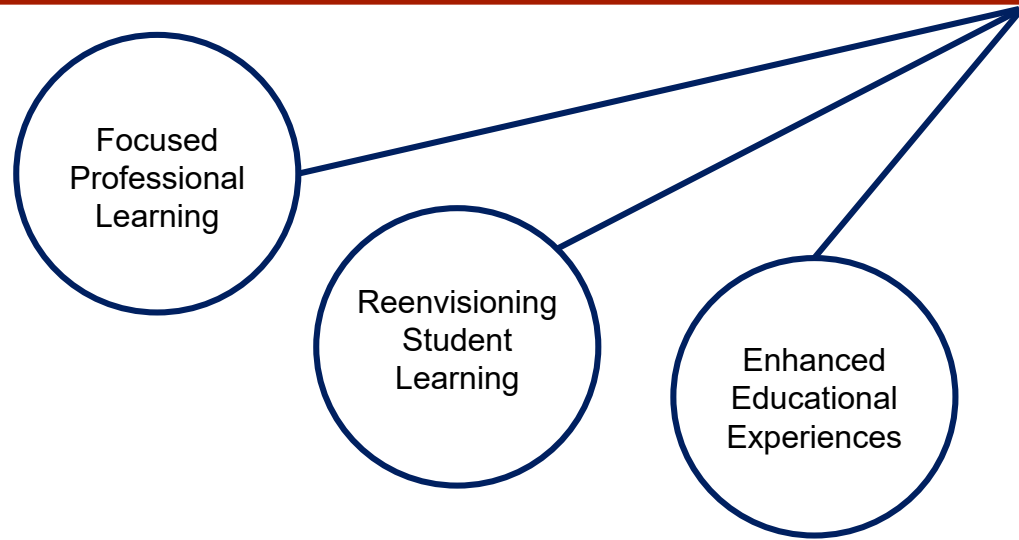 Focused
Professional
Learning
Reenvisioning
Student
Learning
Enhanced
Educational
Experiences